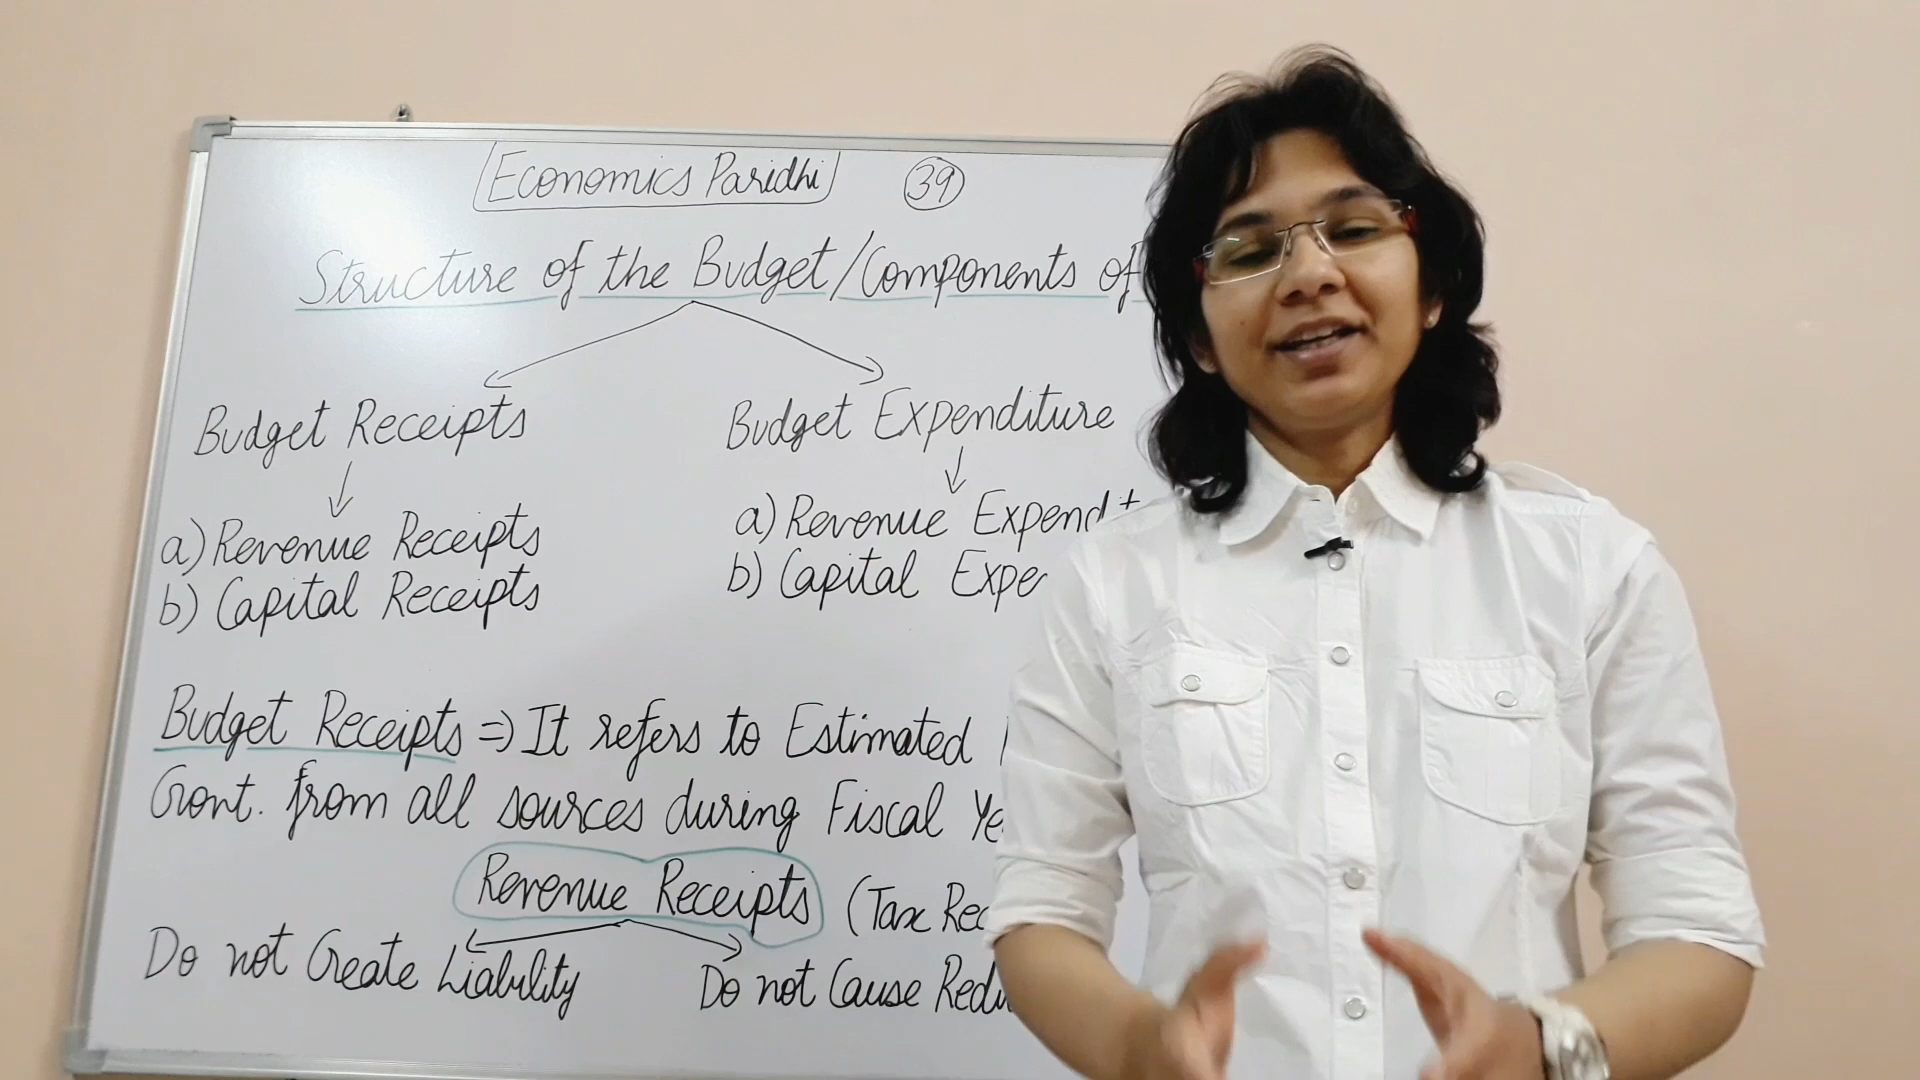 Economics Paridhi 39
Structure of the Budget/Components of
Budget Receipts Budget Expenditure
a) Revenue Receipts a) Revenue
b) Capital Receipts b) Capital
Budget Receipts => It refers to Estimated
Govt. from all sources during Fiscal
Revenue Receipts (Tax
Do not Create Liability Do not Cause